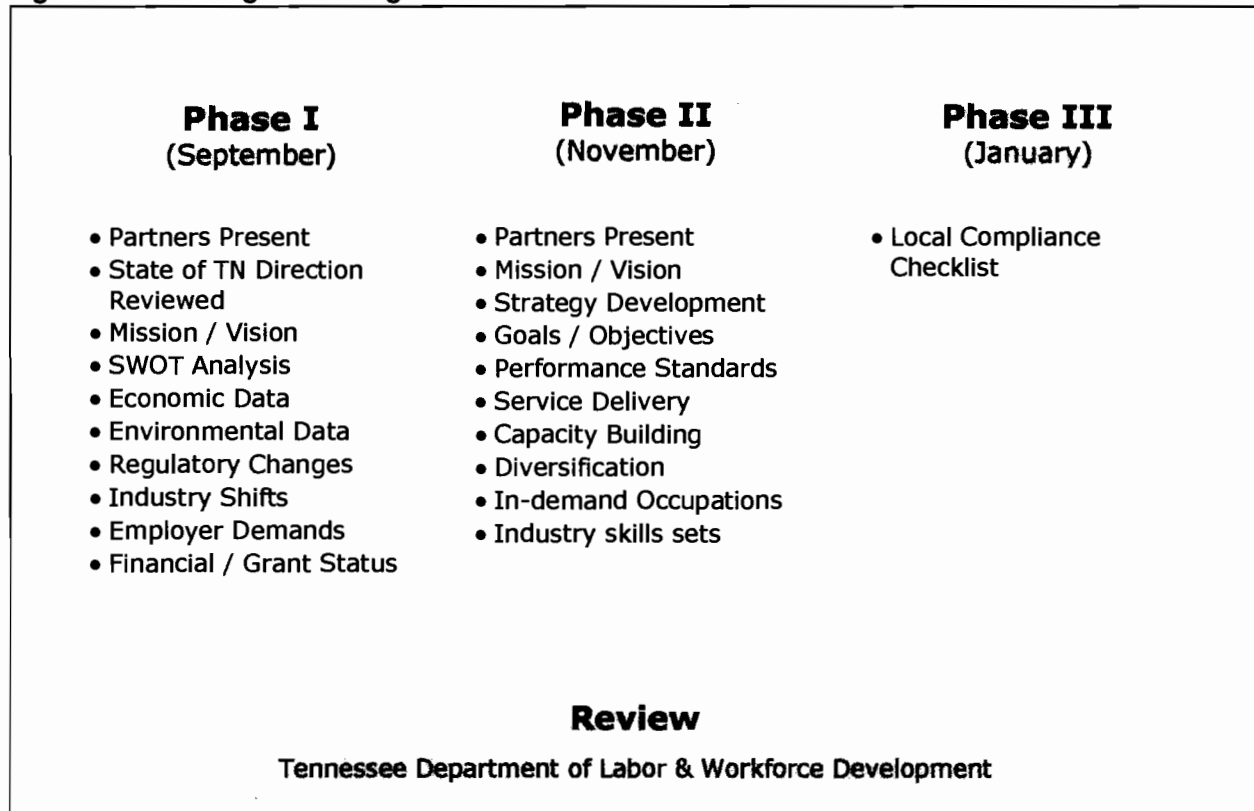 Phase I
(September)
• Partners Present
• State of TN Direction
Reviewed
• Mission / Vision
• SWOT Analysis
• Economic Data
• Environmental Data
• Regulatory Changes
• Industry Shifts
• Employer Demands
• Financial / Grant Status
Phase II
(November)
• Partners Present
• Mission / Vision
• Strategy Development
• Goals / Objectives
• Performance Standards
• Service Delivery
• Capacity Building
• Diversification
• In-demand Occupations
• Industry skills sets
Phase III
(January)
• Local Compliance
Checklist
Review
Tennessee Department of Labor & Workforce Development